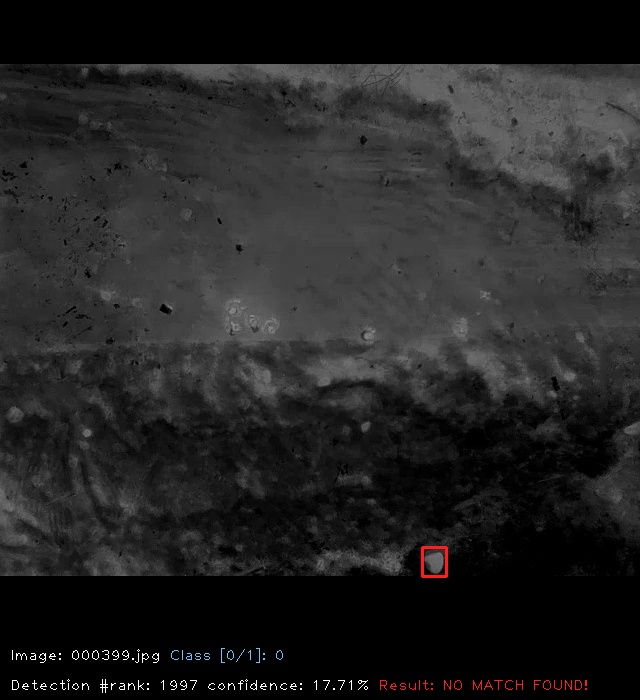 Image: 000399.jpg Class [0/1]: 0
Detection #rank: 1997 confidence: 17.71% Result: NO MATCH FOUND!